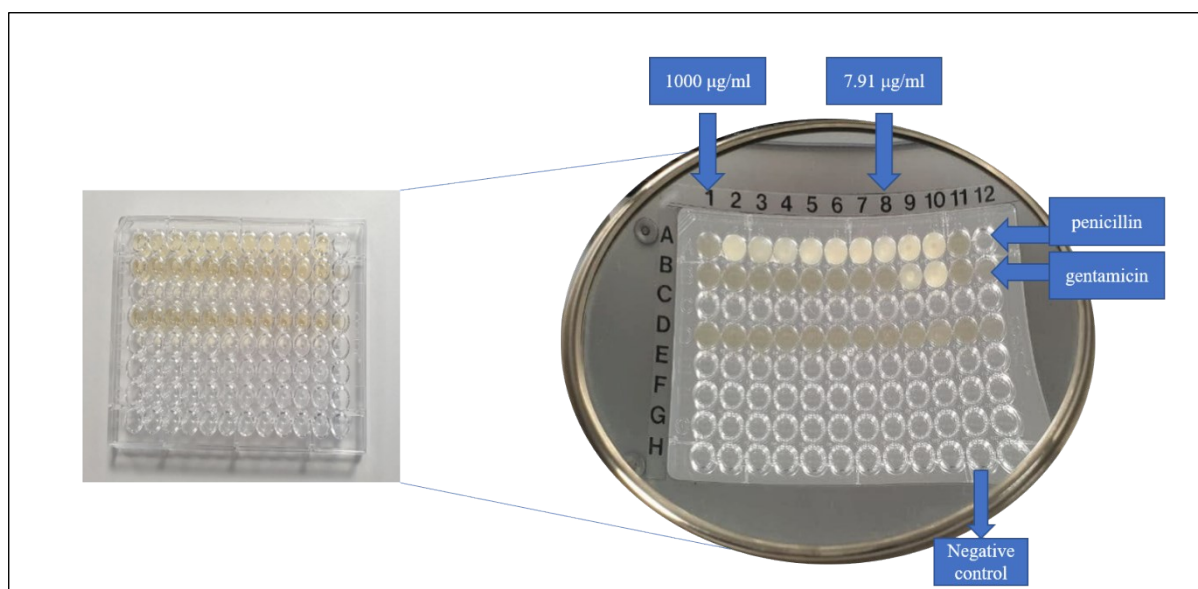 1000 µg/ml
7.91 µg/ml
1 2 3 4 5 6 7 8 9 10 11 12
A
penicillin
B
gentamicin
C
D
E
F
G
H
Negative
control